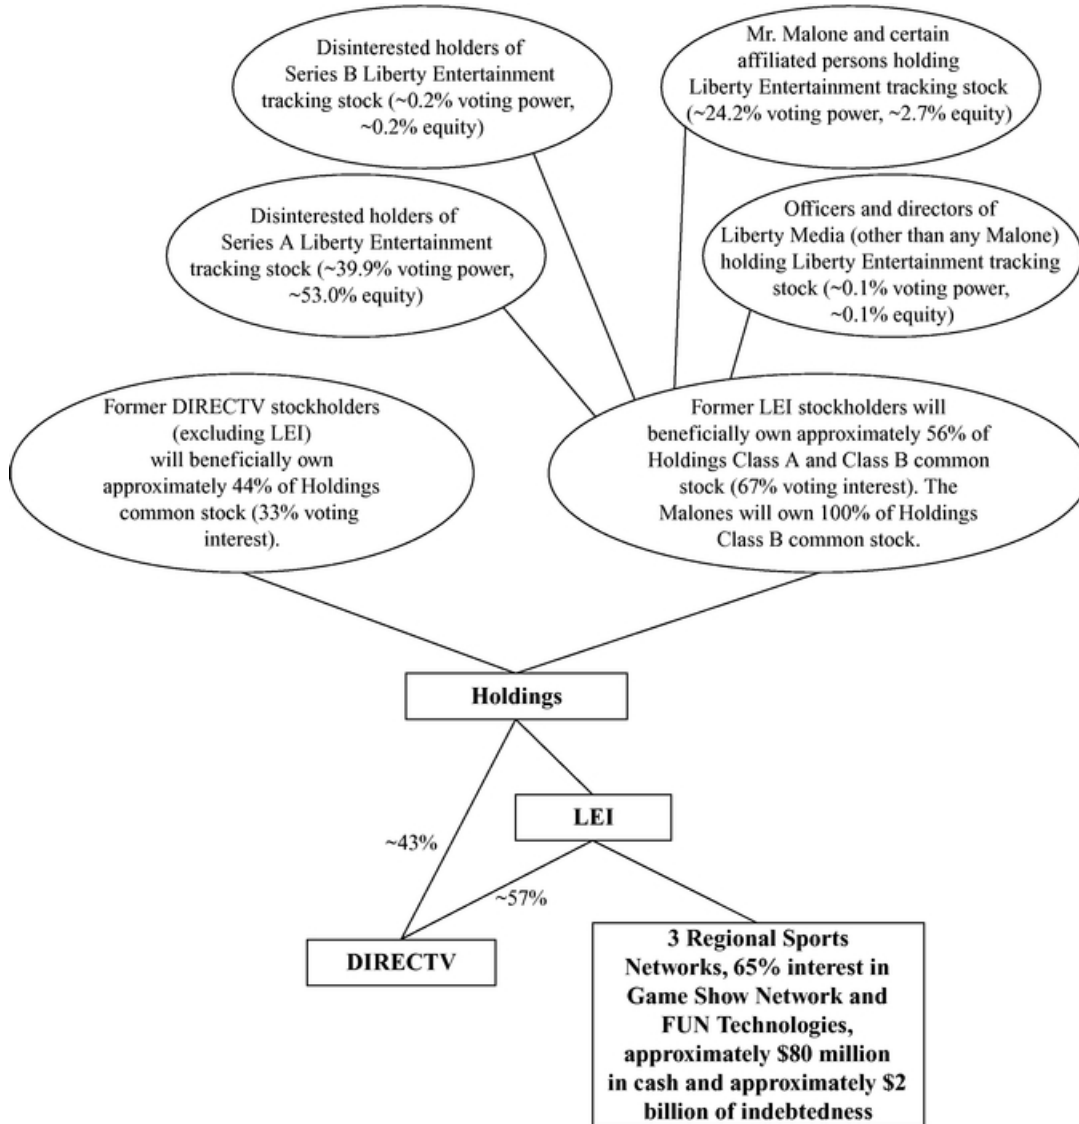 Disinterested holders of
Series B Liberty Entertainment
tracking stock (~0.2% voting power,
~0.2% equity)
Mr. Malone and certain
affiliated persons holding
Liberty Entertainment tracking stock
(~24.2% voting power, ~2.7% equity)
Disinterested holders of
Series A Liberty Entertainment
tracking stock (~39.9% voting power,
~53.0% equity)
Officers and directors of
Liberty Media (other than any Malone)
holding Liberty Entertainment tracking
stock (~0.1% voting power,
~0.1% equity)
Former DIRECTV stockholders
(excluding LEI)
will beneficially own
approximately 44% of Holdings
common stock (33% voting
interest).
Former LEI stockholders will
beneficially own approximately 56% of
Holdings Class A and Class B common
stock (67% voting interest). The
Malones will own 100% of Holdings
Class B common stock.
Holdings
LEI
~43%
~57%
DIRECTV
3 Regional Sports
Networks, 65% interest in
Game Show Network and
FUN Technologies,
approximately $80 million
in cash and approximately $2
billion of indebtedness